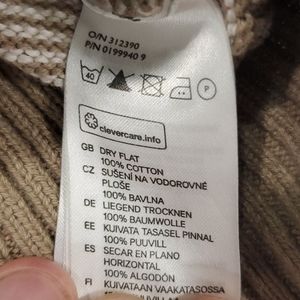 O/N 312390
P/N 0199940 9
40
P
clevercare.info
GB DRY FLAT
100% COTTON
CZ SUŠENÍ NA VODOROVNÉ
PLOŠE
100% BAVLNA
DE LIEGEND TROCKNEN
100% BAUMWOLLE
EE KUIVATA TASASEL PINNAL
100% PUUVILL
ES SECAR EN PLANO
HORIZONTAL
100% ALGODÓN
FI KUIVATAAN VAAKATASOSSA